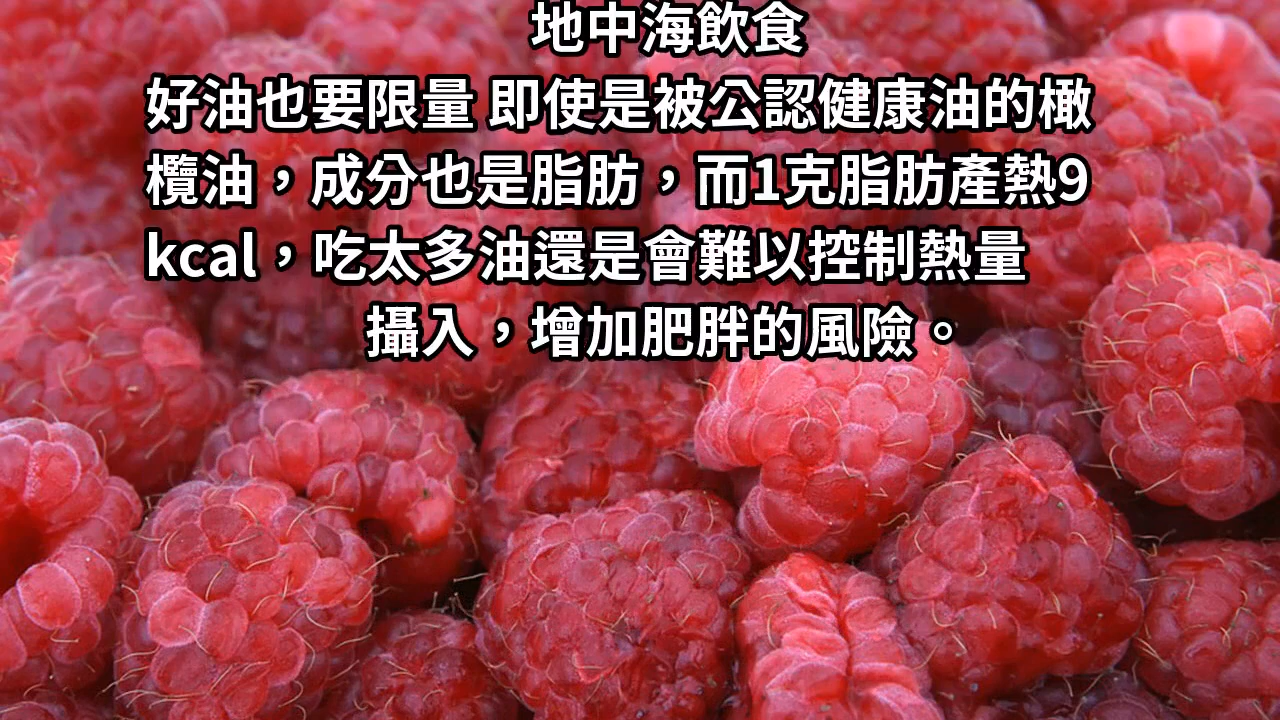 地中海飲食
好油也要限量 即使是被公認健康油的橄
欖油，成分也是脂肪，而1克脂肪產熱9
kcal，吃太多油還是會難以控制熱量
攝入，增加肥胖的風險。